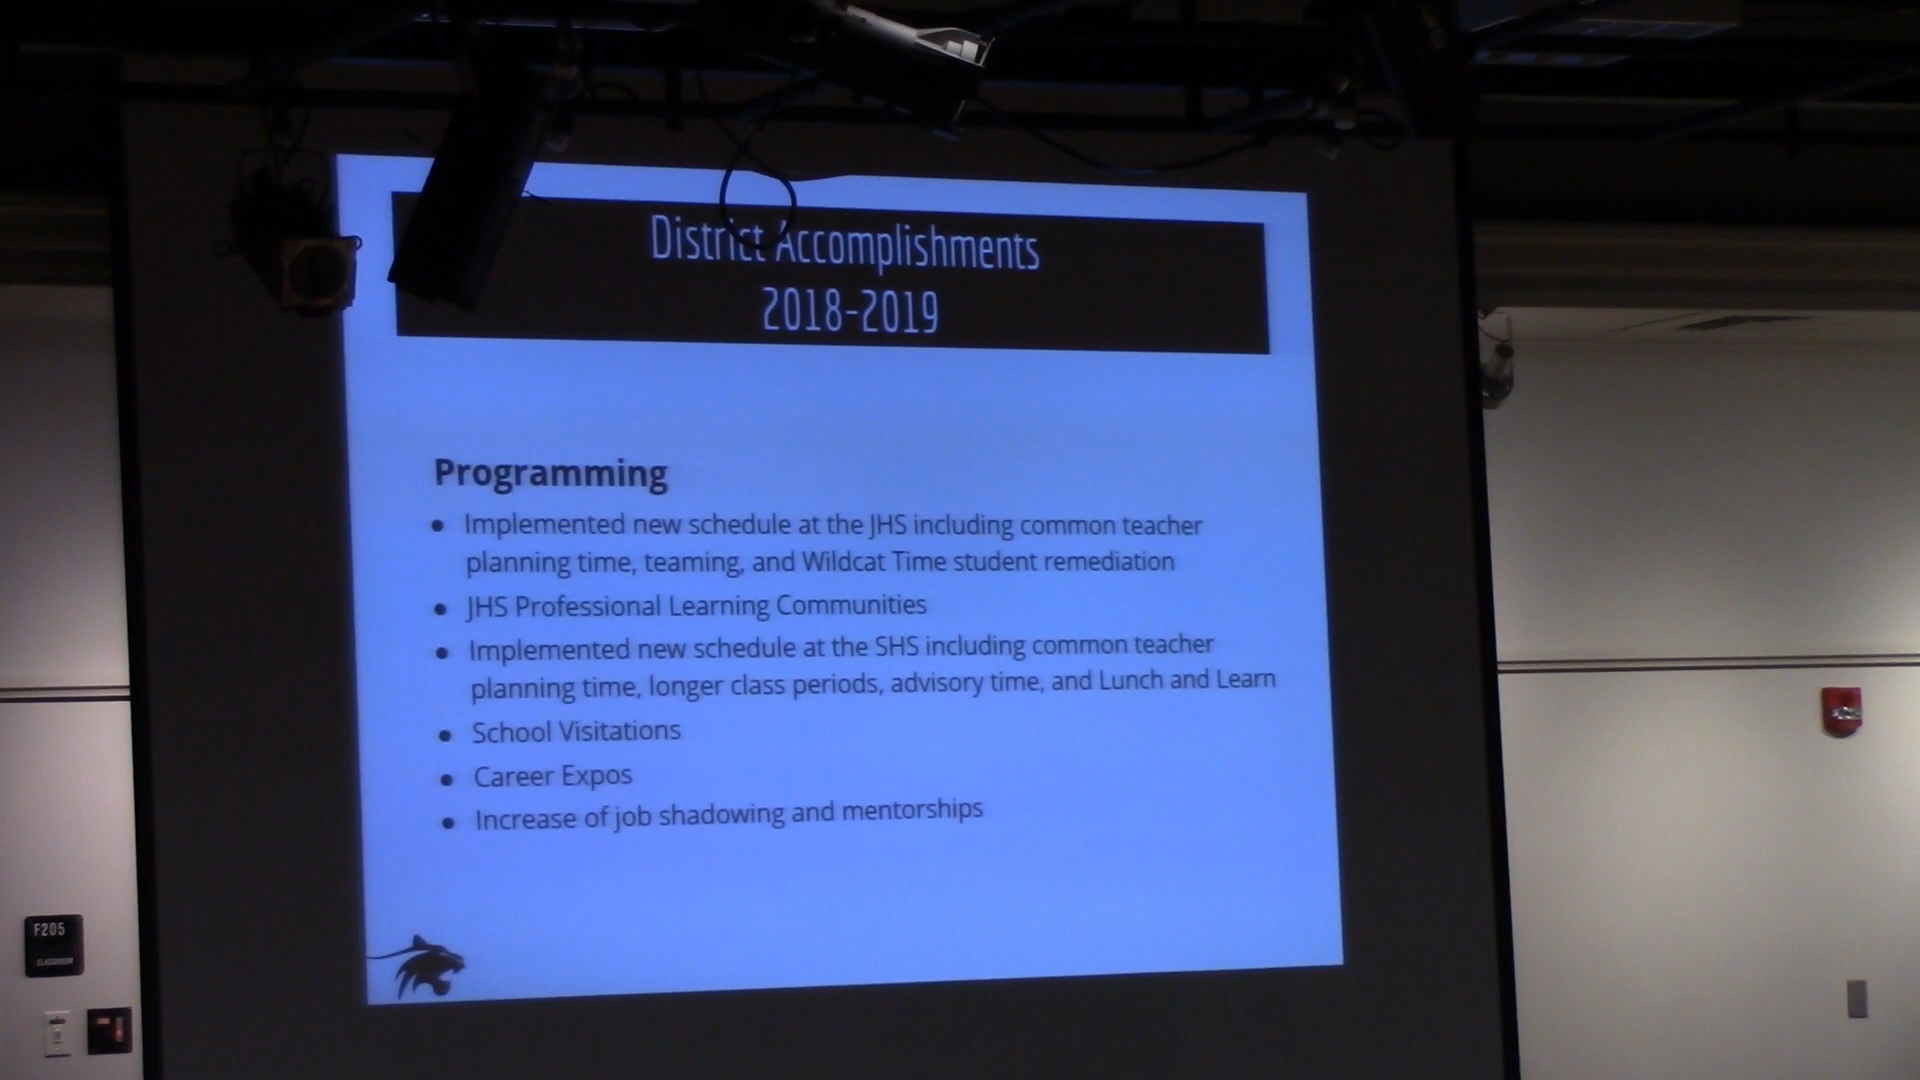 District Accomplishments
2018-2019
Programming
• Implemented new schedule at the JHS including common teacher
planning time, teaming, and Wildcat Time student remediation
• JHS Professional Learning Communities
• Implemented new schedule at the SHS including common teacher
planning time, longer class periods, advisory time, and Lunch and Learn
• School Visitations
• Career Expos
• Increase of job shadowing and mentorships
F205
CLASSROOM